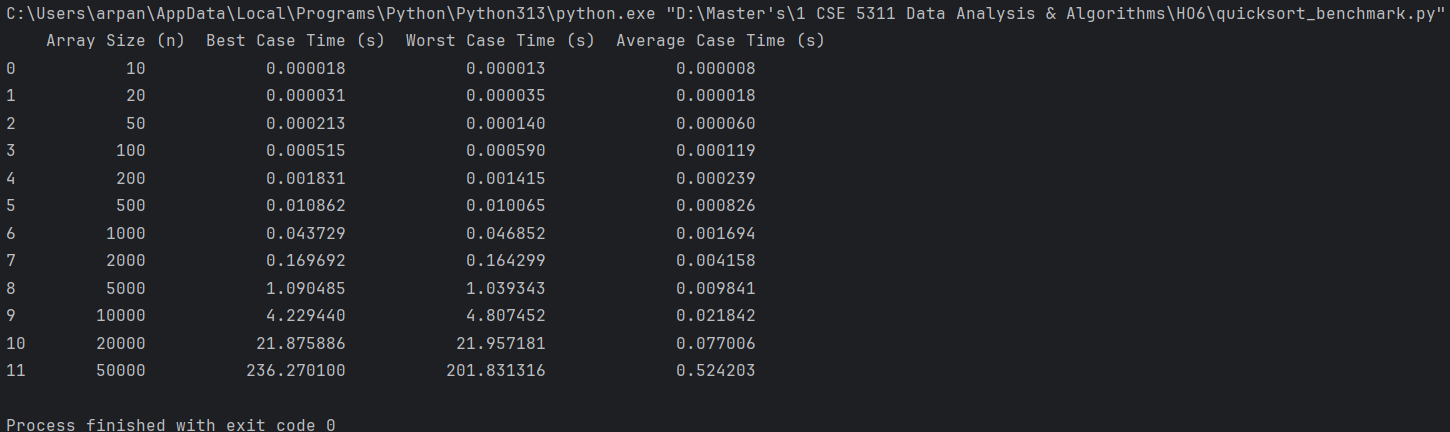 C:\Users\arpan\AppData\Local\Programs\Python\Python313\python.exe "D:\Master's\1 CSE 5311 Data Analysis & Algorithms\HO6\quicksort_benchmark.py"
Array Size (n)  Best Case Time (s)  Worst Case Time (s)  Average Case Time (s)
0 10 0.000018 0.000013 0.000008
1 20 0.000031 0.000035 0.000018
2 50 0.000213 0.000140 0.000060
3 100 0.000515 0.000590 0.000119
4 200 0.001831 0.001415 0.000239
5 500 0.010862 0.010065 0.000826
6 1000 0.043729 0.046852 0.001694
7 2000 0.169692 0.164299 0.004158
8 5000 1.090485 1.039343 0.009841
9 10000 4.229440 4.807452 0.021842
10 20000 21.875886 21.957181 0.077006
11 50000 236.270100 201.831316 0.524203
Process finished with exit code 0